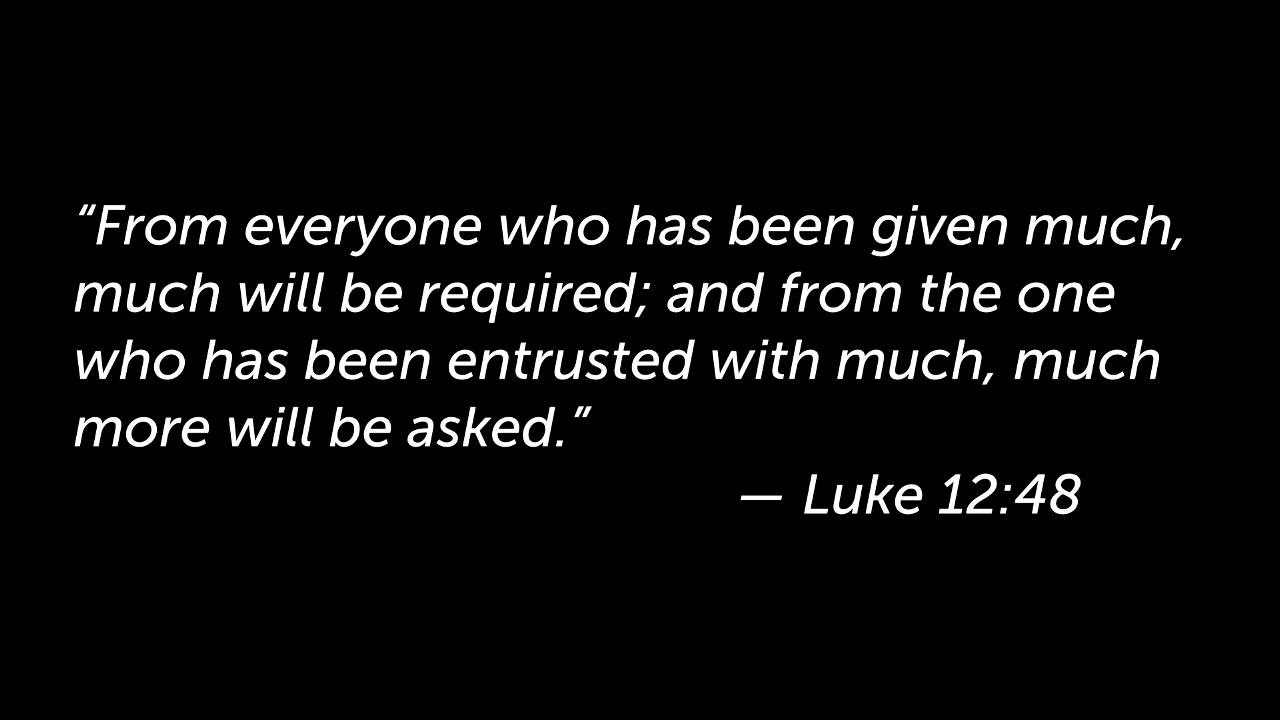 “From everyone who has been given much,
much will be required; and from the one
who has been entrusted with much, much
more will be asked.”
— Luke 12:48